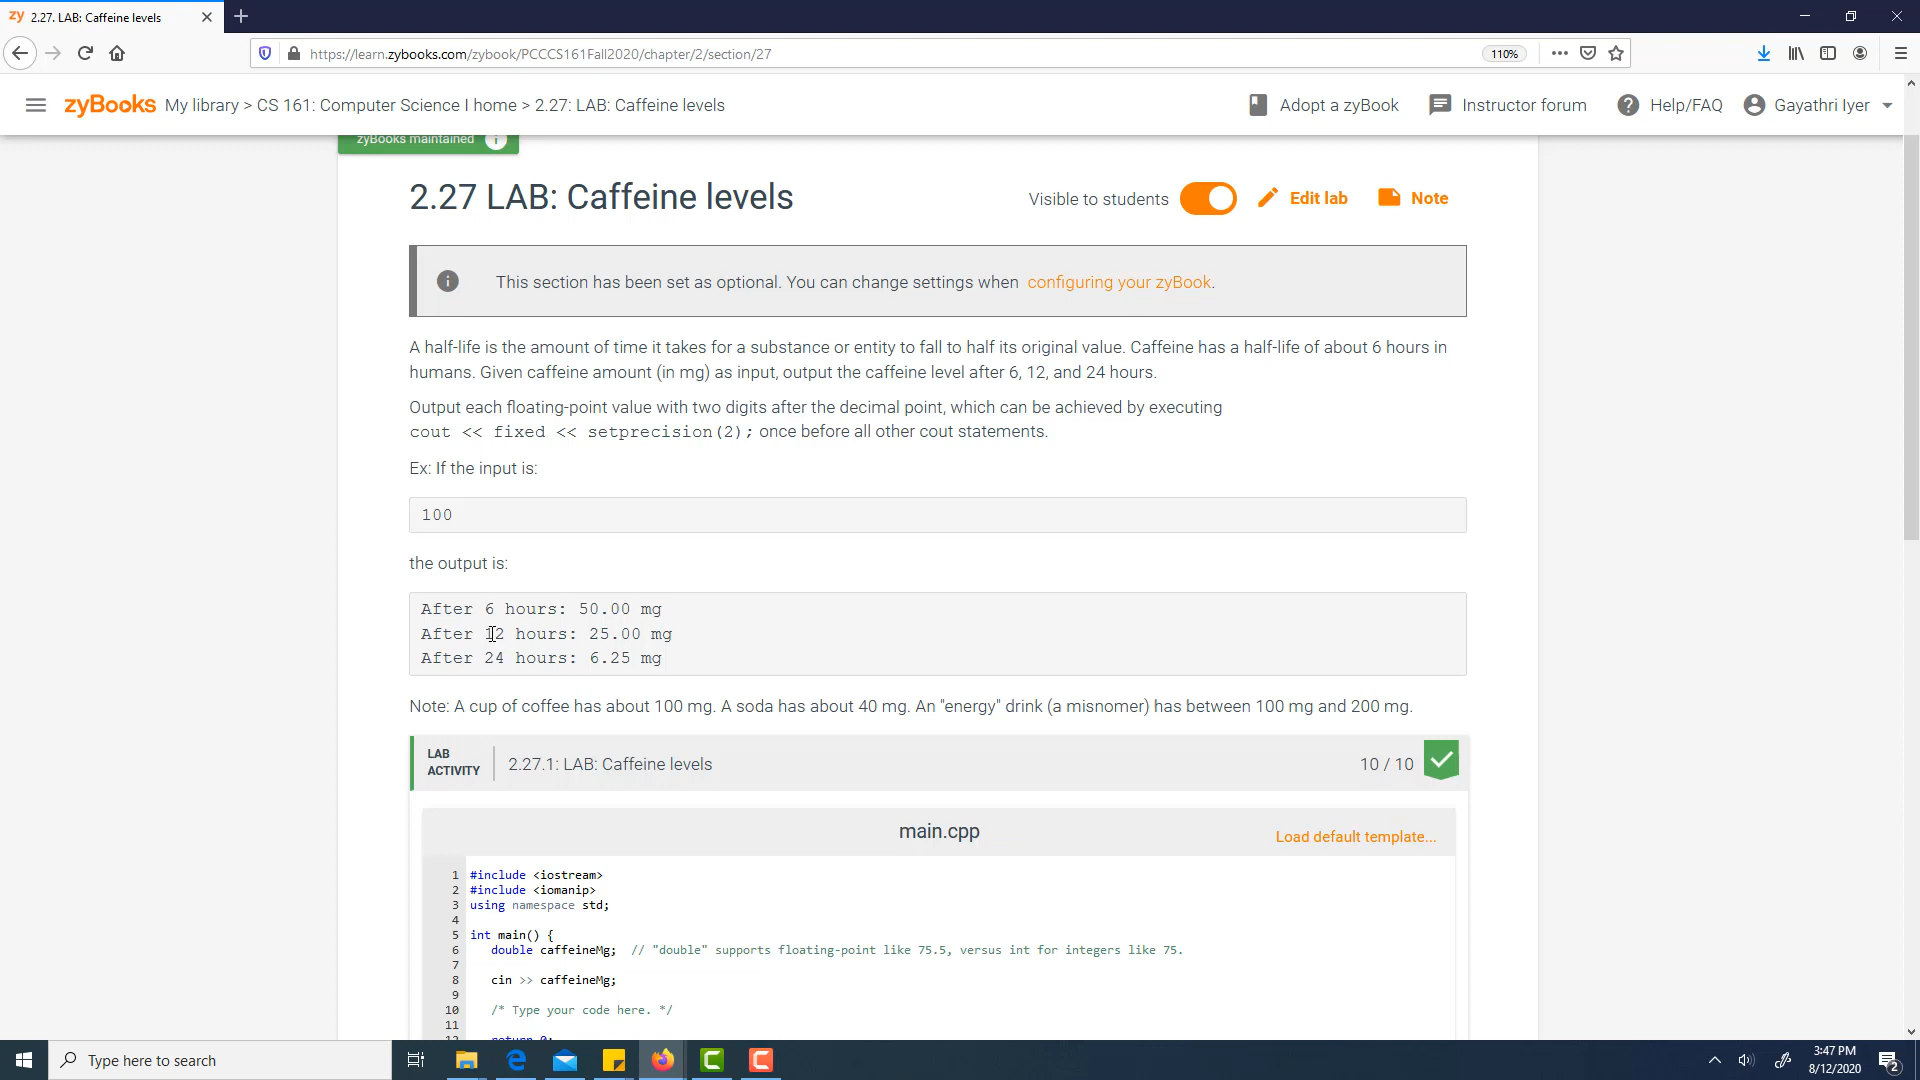 zy 2.27. LAB: Caffeine levels
https://learn.zybooks.com/zybook/PCCCS161Fall2020/chapter/2/section/27
110%
zyBooks My library > CS 161: Computer Science I home > 2.27: LAB: Caffeine levels
Adopt a zyBook Instructor forum Help/FAQ Gayathri Iyer
zyBooks maintained
2.27 LAB: Caffeine levels
Visible to students Edit lab Note
This section has been set as optional. You can change settings when configuring your zyBook.
A half-life is the amount of time it takes for a substance or entity to fall to half its original value. Caffeine has a half-life of about 6 hours in
humans. Given caffeine amount (in mg) as input, output the caffeine level after 6, 12, and 24 hours.
Output each floating-point value with two digits after the decimal point, which can be achieved by executing
cout << fixed << setprecision(2); once before all other cout statements.
Ex: If the input is:
100
the output is:
After 6 hours: 50.00 mg
After 12 hours: 25.00 mg
After 24 hours: 6.25 mg
Note: A cup of coffee has about 100 mg. A soda has about 40 mg. An "energy" drink (a misnomer) has between 100 mg and 200 mg.
LAB
ACTIVITY
2.27.1: LAB: Caffeine levels
10 / 10
main.cpp
Load default template...
1 #include <iostream>
2 #include <iomanip>
3 using namespace std;
4
5 int main() {
6 double caffeineMg; // "double" supports floating-point like 75.5, versus int for integers like 75.
7
8 cin >> caffeineMg;
9
10 /* Type your code here. */
11
12 return 0;
Type here to search
3:47 PM
8/12/2020
2